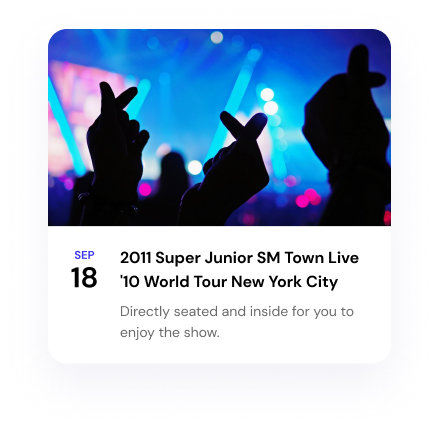 SEP
18
2011 Super Junior SM Town Live
'10 World Tour New York City
Directly seated and inside for you to
enjoy the show.